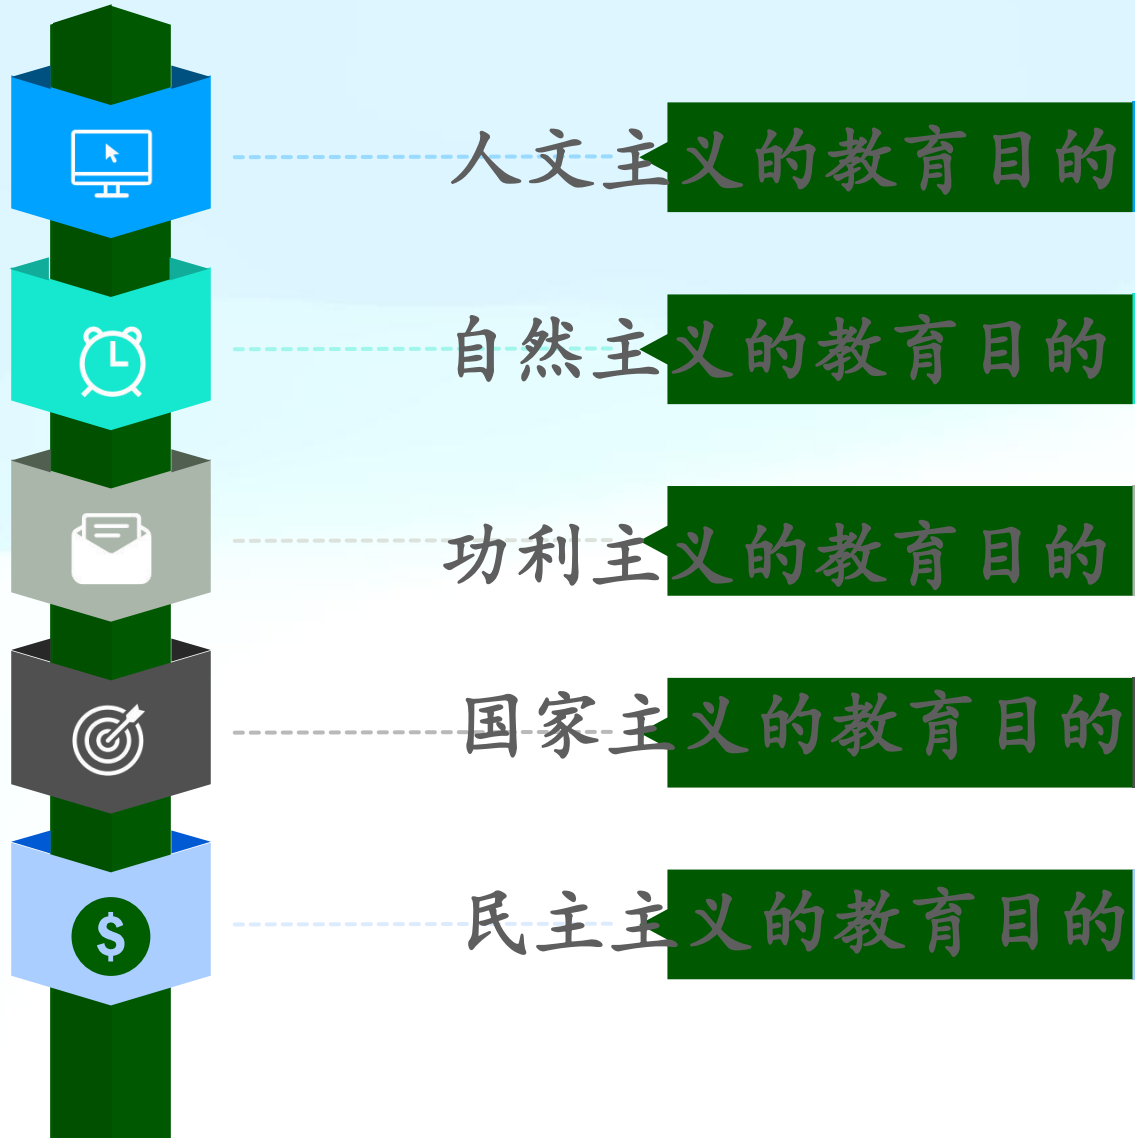 人文主义的教育目的
自然主义的教育目的
功利主义的教育目的
国家主义的教育目的
$
民主主义的教育目的